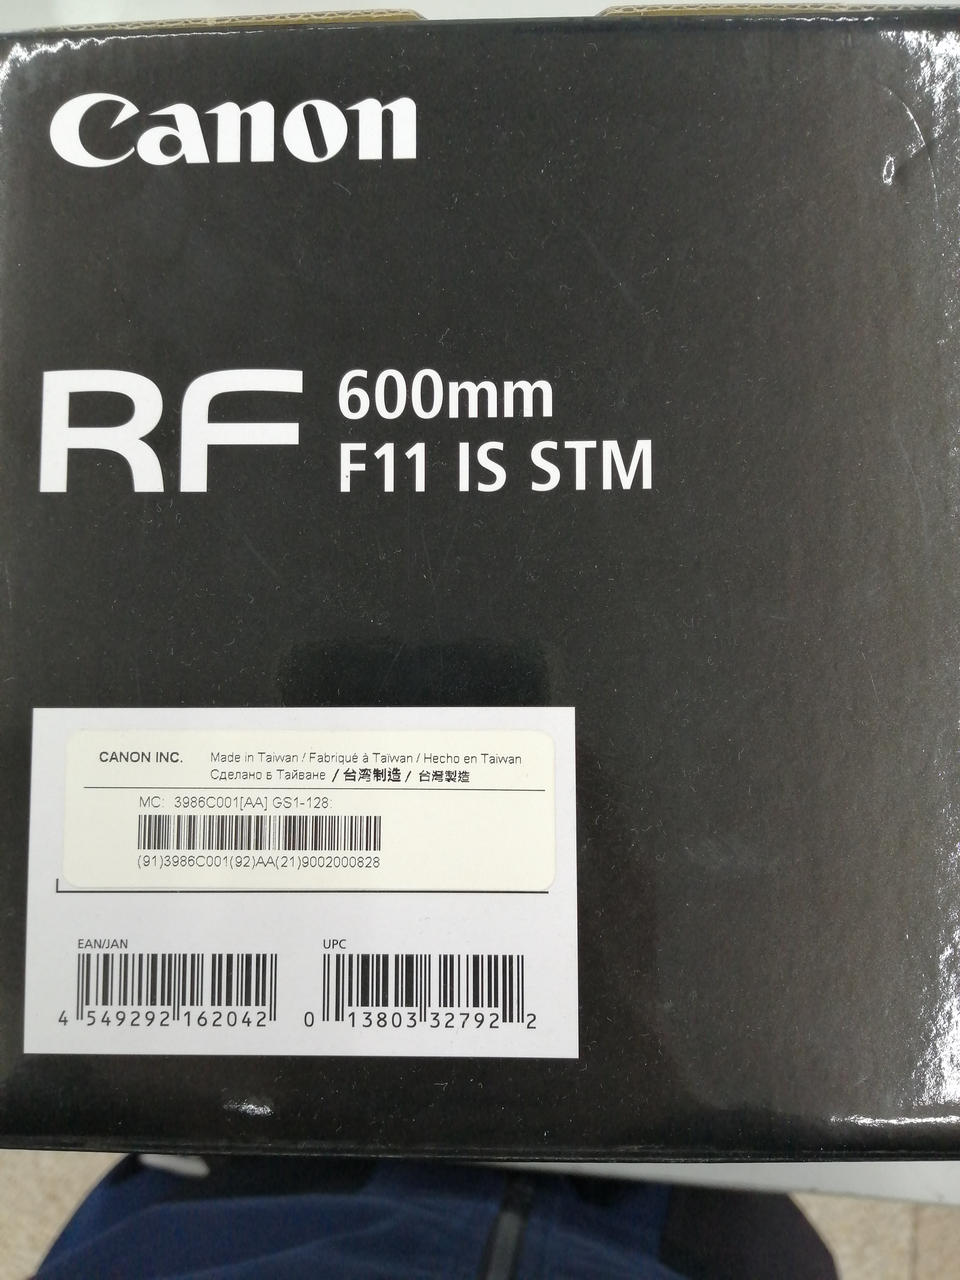 Canon
RF 600mm
F11 IS STM
CANON INC. Made in Taiwan / Fabriqué à Taïwan / Hecho en Taiwan
Сделано в Тайване / 台湾制造 / 台灣製造
MC: 3986C001[AA] GS1-128:
(91)3986C001(92)AA(21)9002000828
EAN/JAN UPC
4 549292 162042 0 13803 32792 2